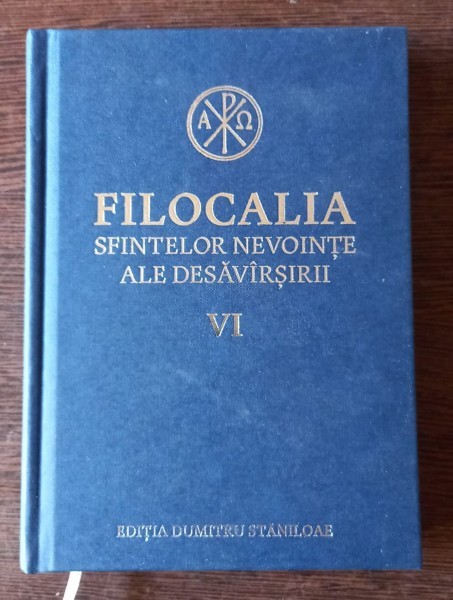 Α Ω
FILOCALIA
SFINTELOR NEVOINȚE
ALE DESĂVÎRȘIRII
VI
EDIȚIA DUMITRU STĂNILOAE